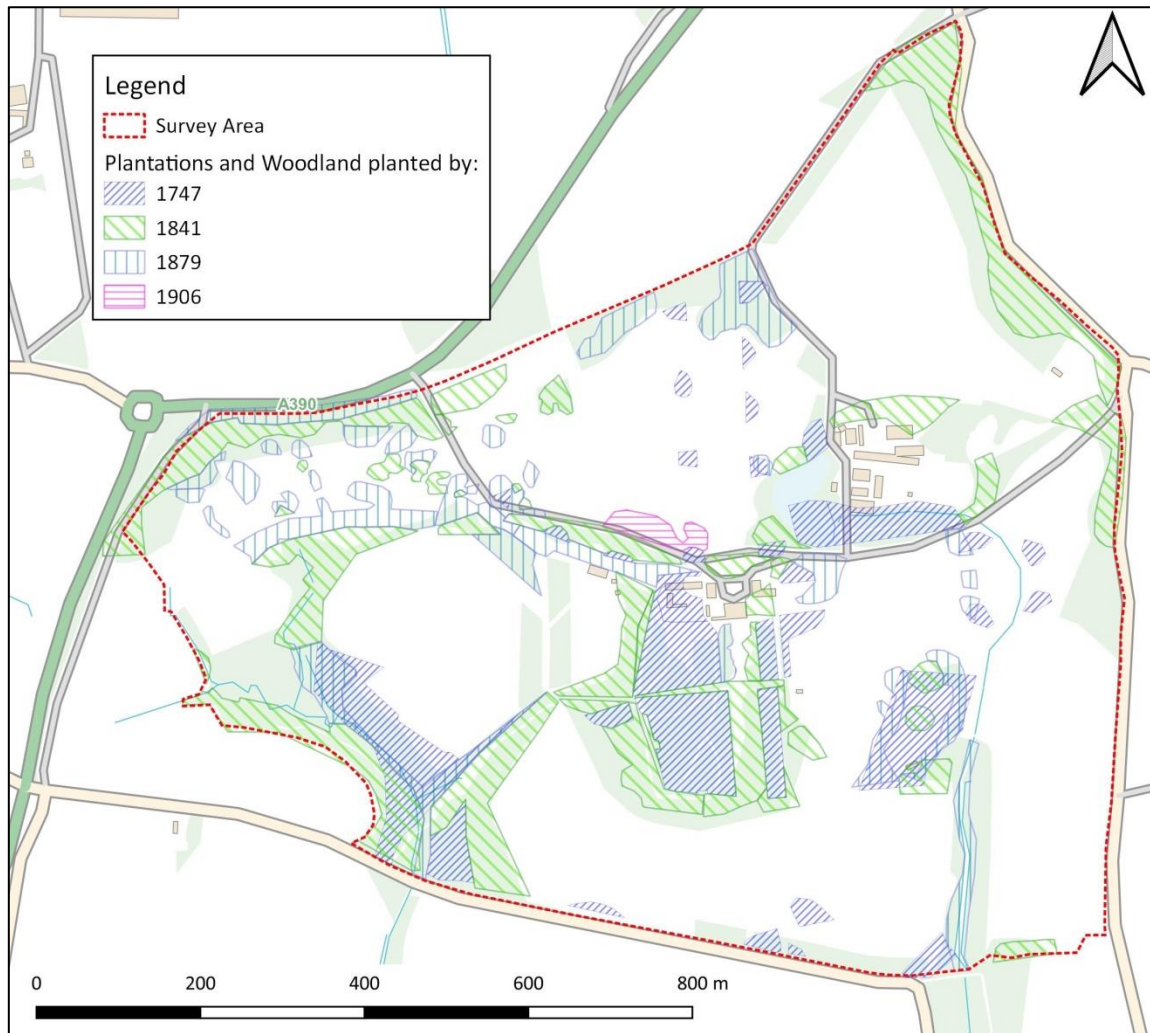 Legend
Survey Area
Plantations and Woodland planted by:
1747
1841
1879
1906
A390
0 200 400 600 800 m